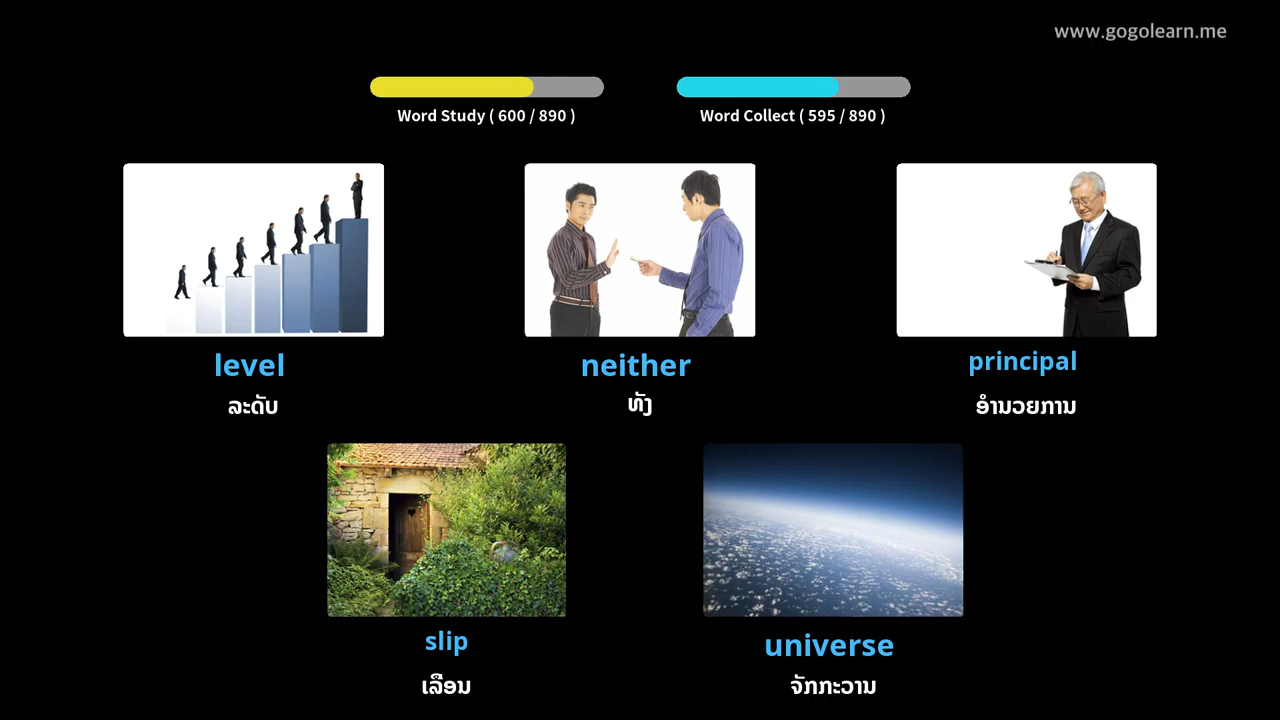 www.gogolearn.me
Word Study ( 600 / 890 )
Word Collect ( 595 / 890 )
level
neither
principal
ລະດັບ
ທັງ
ອຳນວຍການ
slip
universe
ເລືອນ
ຈັກກະວານ